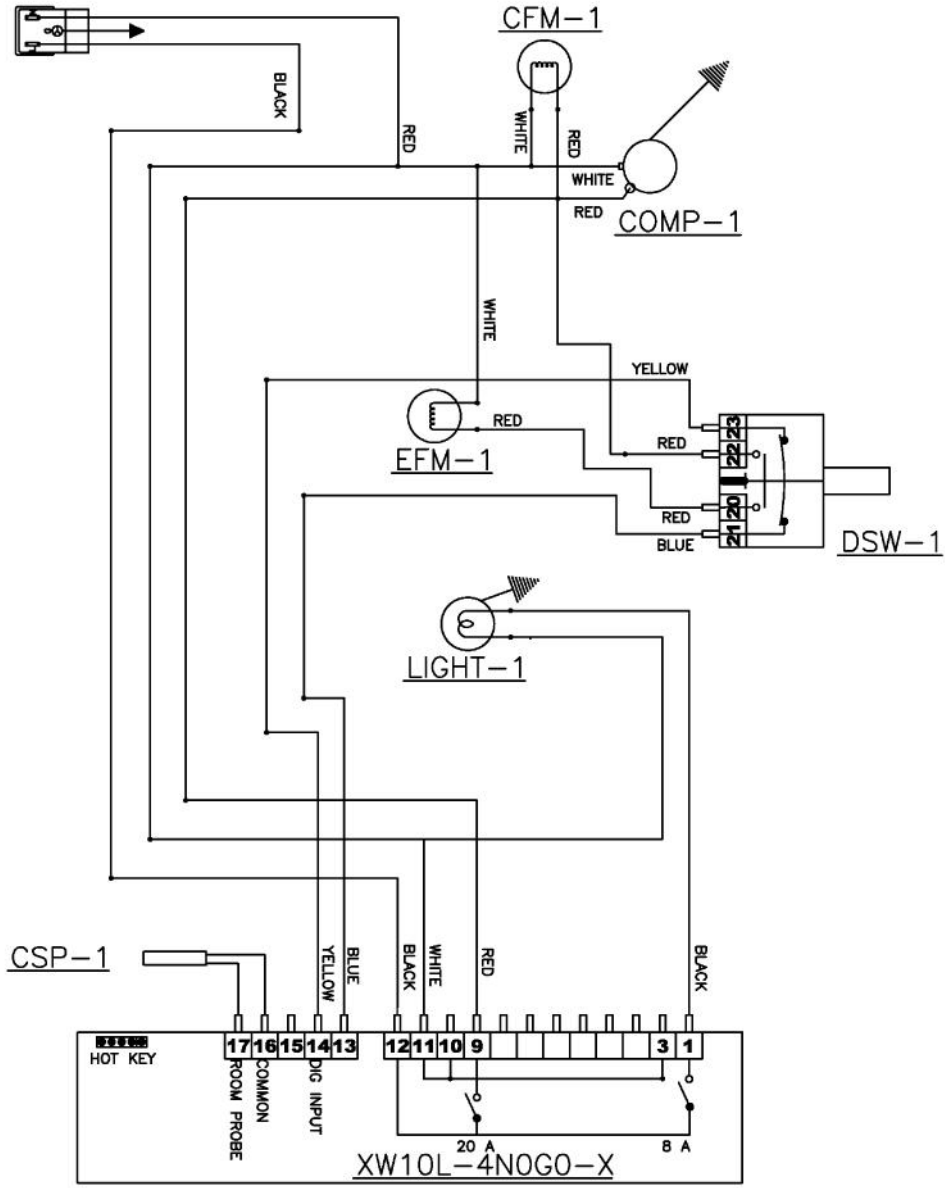 CFM-1
BLACK
RED
WHITE
RED
WHITE
RED
COMP-1
WHITE
YELLOW
RED
EFM-1
23
22
20
21
RED
RED
BLUE
DSW-1
LIGHT-1
CSP-1
YELLOW
BLUE
BLACK
WHITE
RED
BLACK
HOT KEY
17 16 15 14 13 12 11 10 9 3 1
ROOM PROBE
COMMON
DIG INPUT
20 A
8 A
XW10L-4N0G0-X